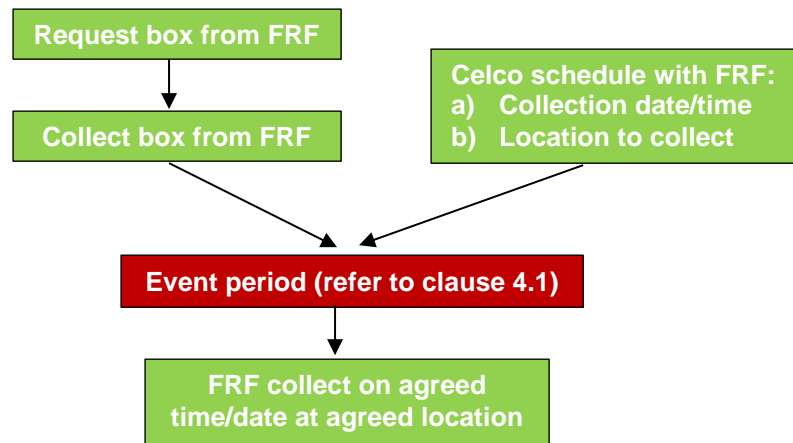 Request box from FRF
Collect box from FRF
Celco schedule with FRF:
a) Collection date/time
b) Location to collect
Event period (refer to clause 4.1)
FRF collect on agreed
time/date at agreed location